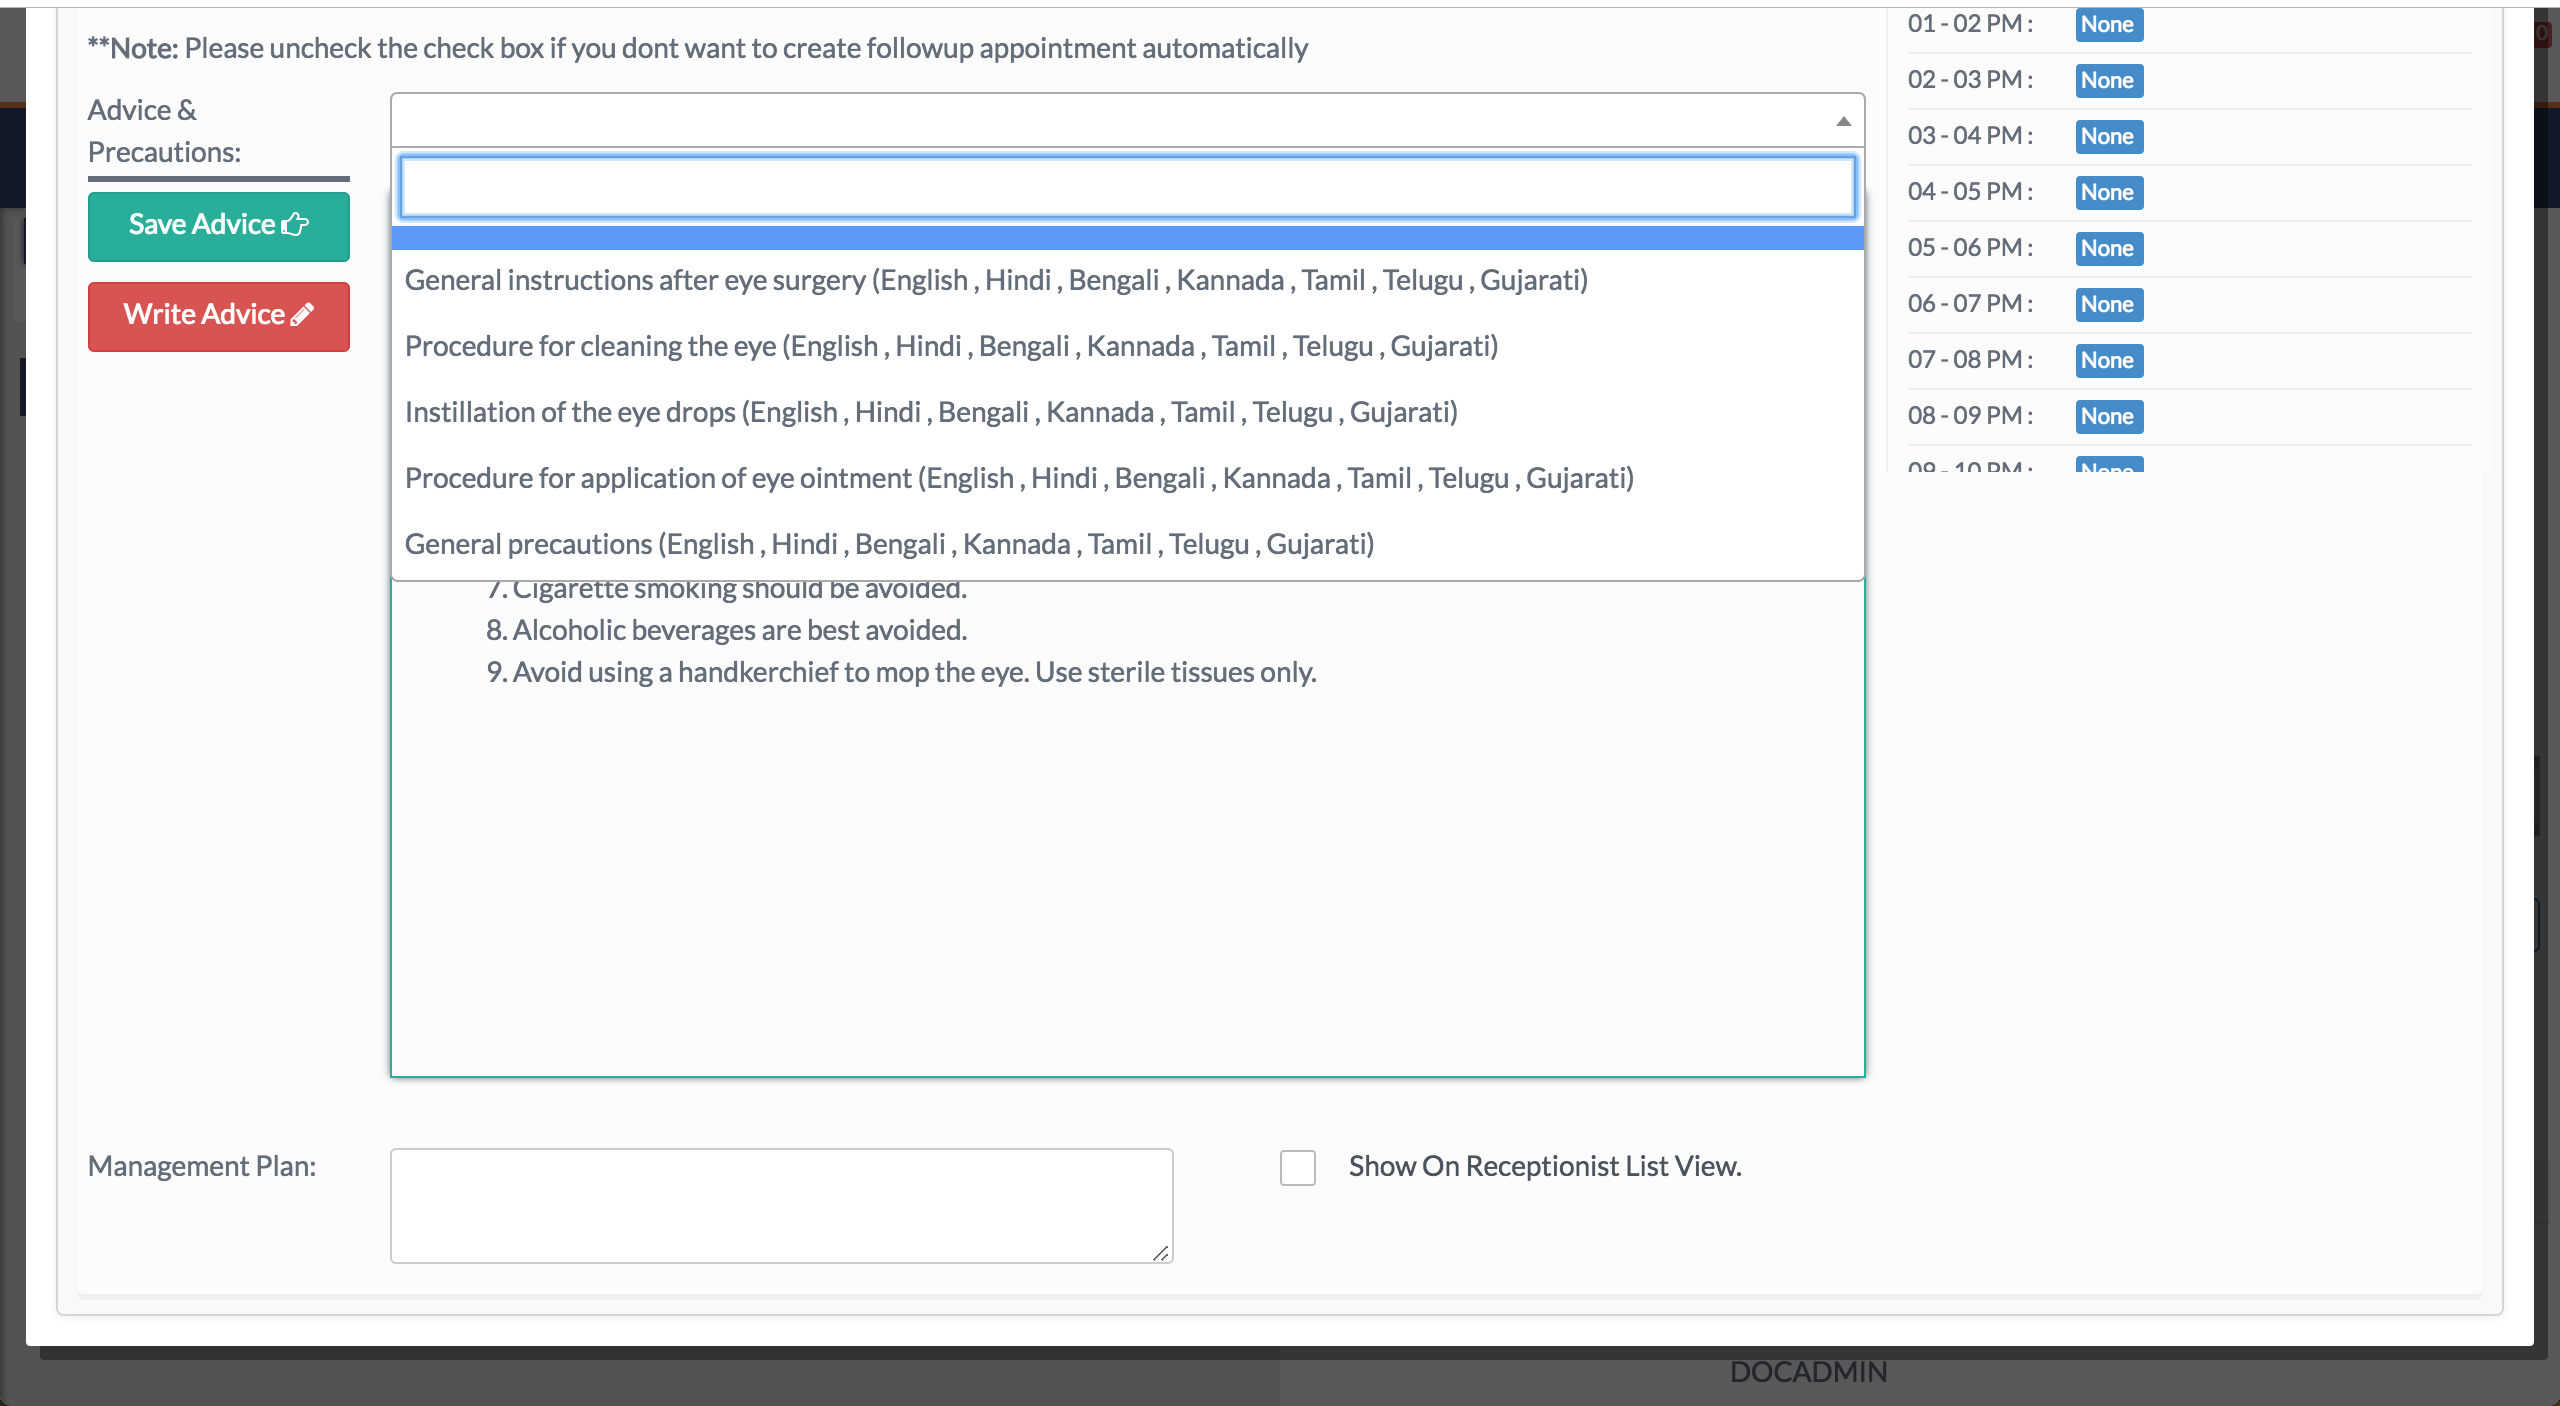 **Note: Please uncheck the check box if you dont want to create followup appointment automatically
Advice &
Precautions:
Save Advice
Write Advice
General instructions after eye surgery (English , Hindi , Bengali , Kannada , Tamil , Telugu , Gujarati)
Procedure for cleaning the eye (English , Hindi , Bengali , Kannada , Tamil , Telugu , Gujarati)
Instillation of the eye drops (English , Hindi , Bengali , Kannada , Tamil , Telugu , Gujarati)
Procedure for application of eye ointment (English , Hindi , Bengali , Kannada , Tamil , Telugu , Gujarati)
General precautions (English , Hindi , Bengali , Kannada , Tamil , Telugu , Gujarati)
7. Cigarette smoking should be avoided.
8. Alcoholic beverages are best avoided.
9. Avoid using a handkerchief to mop the eye. Use sterile tissues only.
01 - 02 PM : None
02 - 03 PM : None
03 - 04 PM : None
04 - 05 PM : None
05 - 06 PM : None
06 - 07 PM : None
07 - 08 PM : None
08 - 09 PM : None
09 - 10 PM : None
0
Management Plan:
Show On Receptionist List View.
DOCADMIN